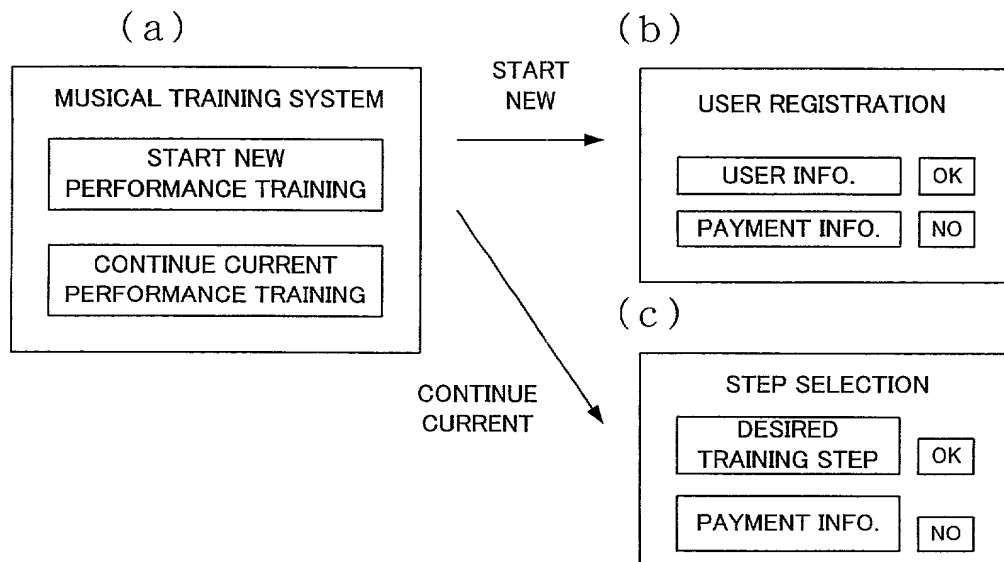 (a)
MUSICAL TRAINING SYSTEM
START NEW
PERFORMANCE TRAINING
CONTINUE CURRENT
PERFORMANCE TRAINING
START
NEW
CONTINUE
CURRENT
(b)
USER REGISTRATION
USER INFO. OK
PAYMENT INFO. NO
(c)
STEP SELECTION
DESIRED
TRAINING STEP OK
PAYMENT INFO. NO